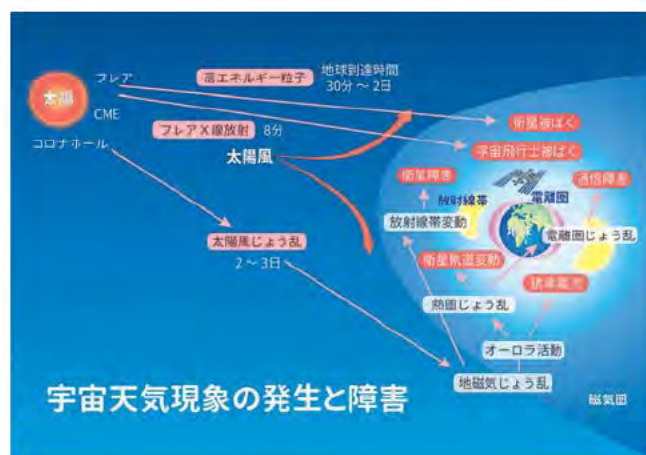 太陽
フレア
CME
コロナホール
高エネルギー粒子
地球到達時間
30分～2日
フレアX線放射
8分
太陽風
太陽風じょう乱
2～3日
衛星被ばく
宇宙飛行士被ばく
衛星障害
通信障害
放射線帯
電離圏
放射線帯変動
電離圏じょう乱
衛星軌道変動
誘導電流
熱圏じょう乱
オーロラ活動
地磁気じょう乱
磁気圏
宇宙天気現象の発生と障害